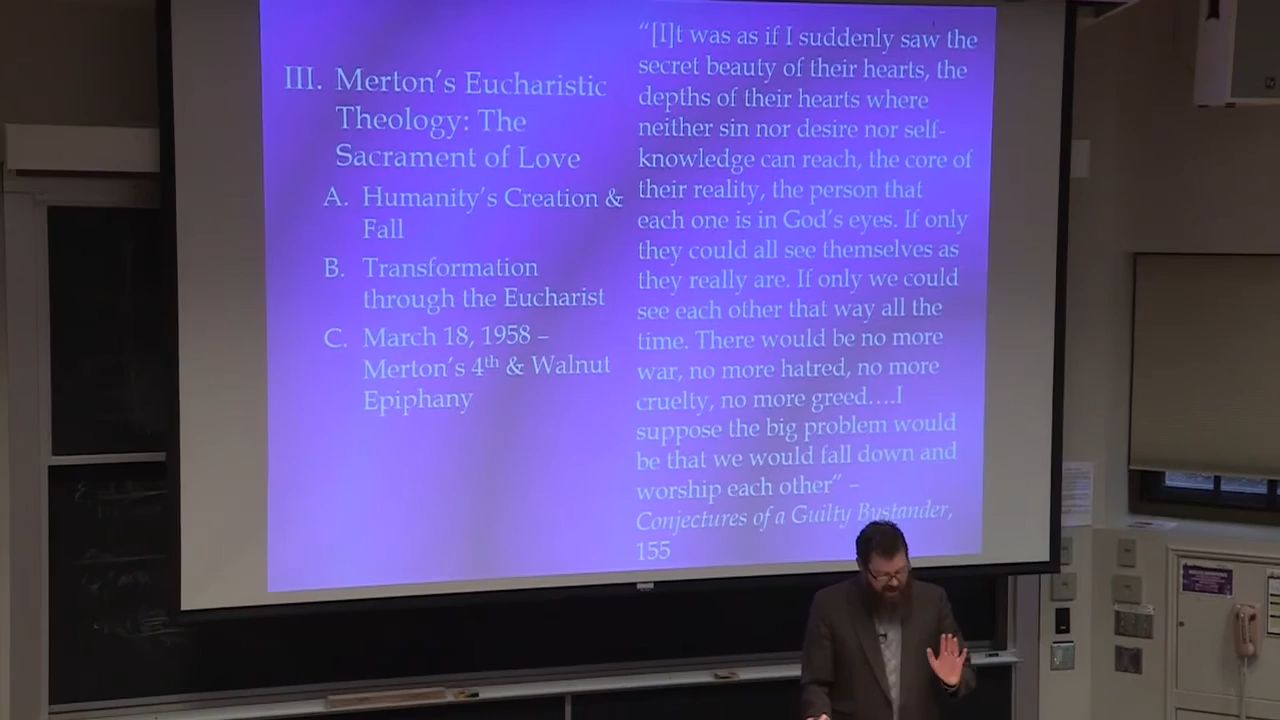 III. Merton's Eucharistic
Theology: The
Sacrament of Love
A. Humanity's Creation &
Fall
B. Transformation
through the Eucharist
C. March 18, 1958 –
Merton's 4th & Walnut
Epiphany
“[I]t was as if I suddenly saw the
secret beauty of their hearts, the
depths of their hearts where
neither sin nor desire nor self-
knowledge can reach, the core of
their reality, the person that
each one is in God's eyes. If only
they could all see themselves as
they really are. If only we could
see each other that way all the
time. There would be no more
war, no more hatred, no more
cruelty, no more greed….I
suppose the big problem would
be that we would fall down and
worship each other” –
Conjectures of a Guilty Bystander,
155